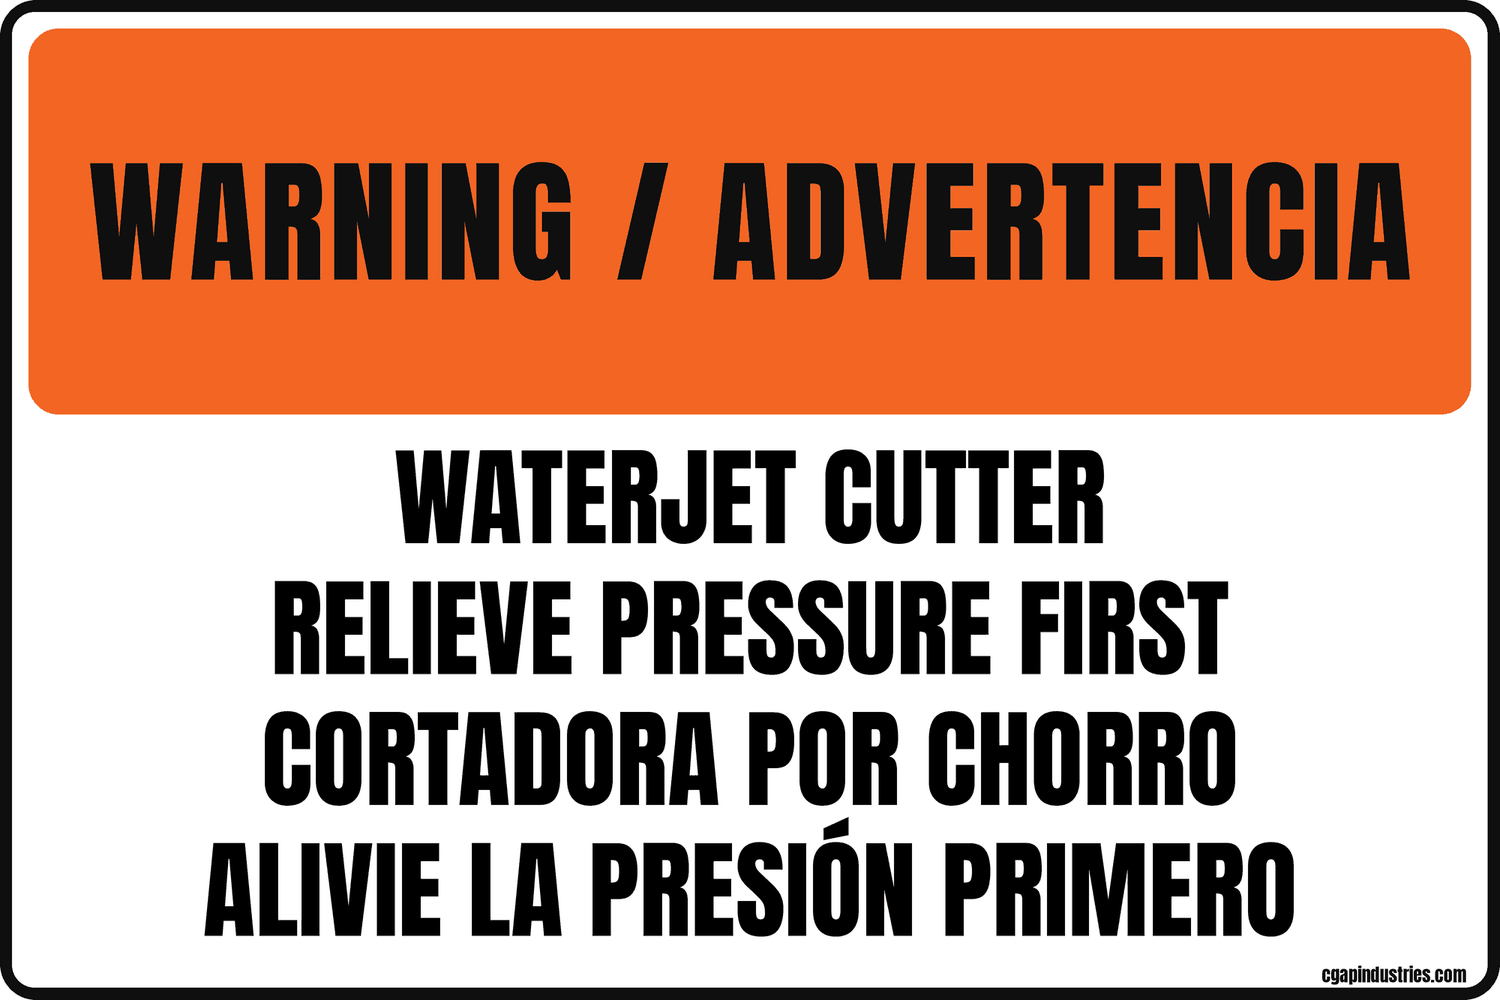 WARNING / ADVERTENCIA
WATERJET CUTTER
RELIEVE PRESSURE FIRST
CORTADORA POR CHORRO
ALIVIE LA PRESIÓN PRIMERO
cgapindustries.com